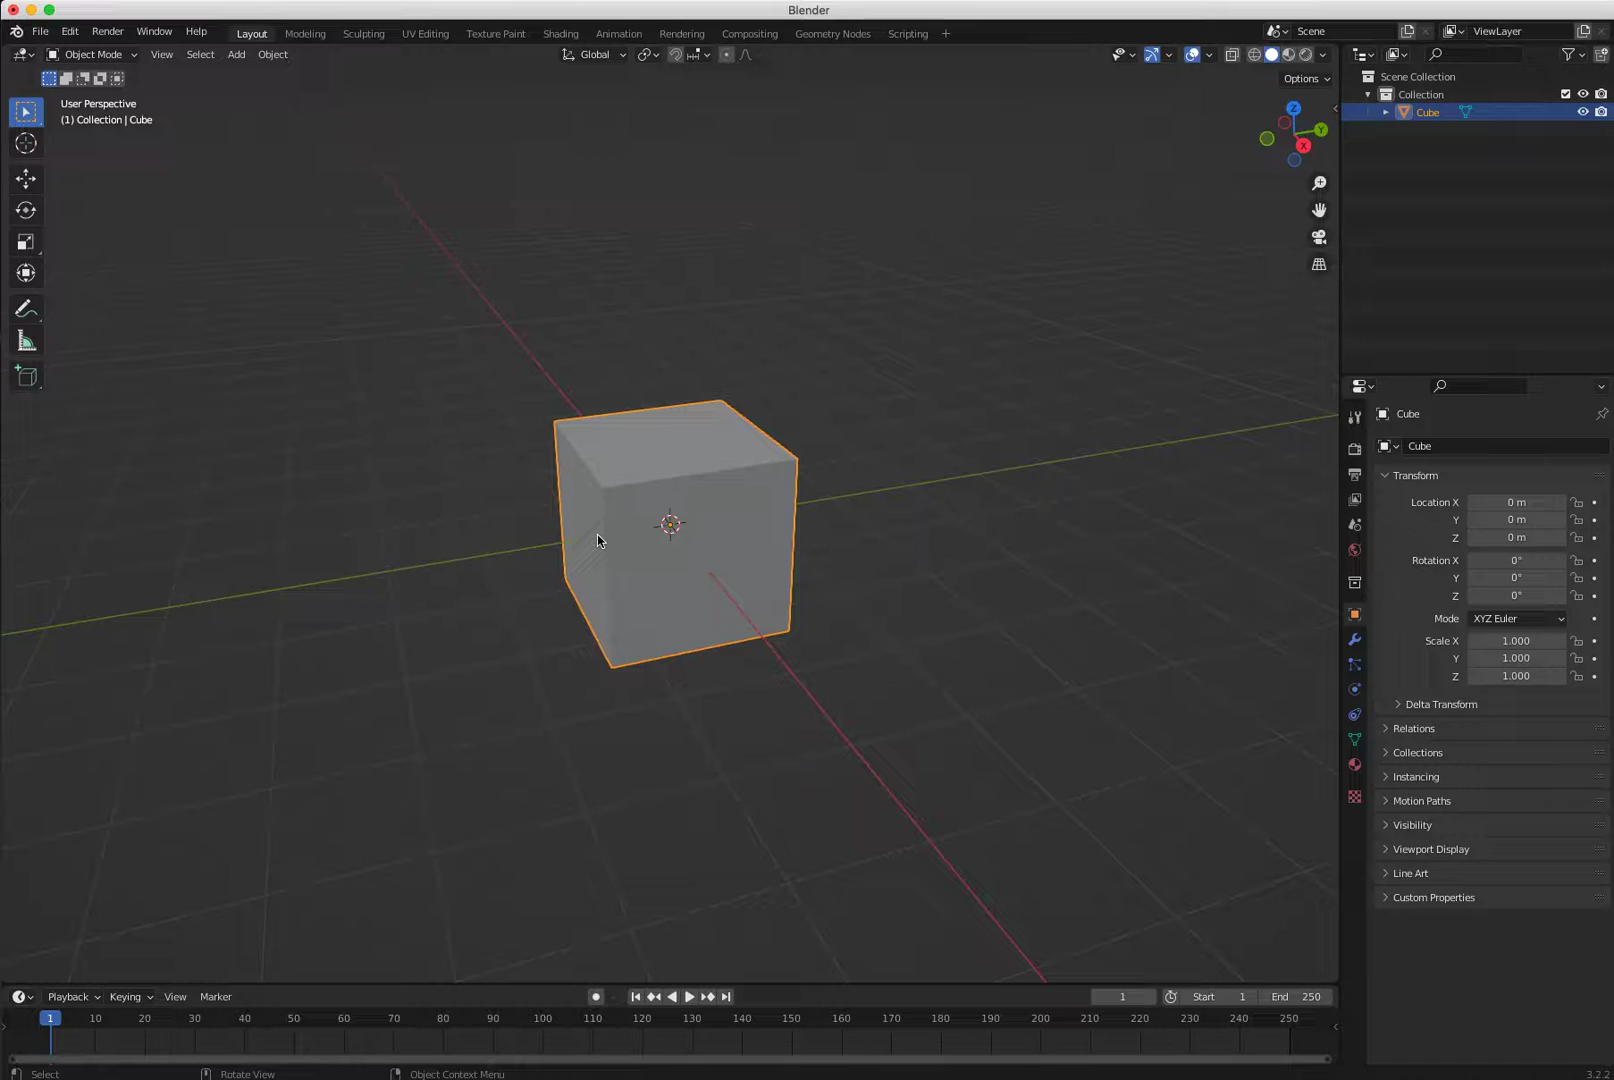 Blender
File Edit Render Window Help Layout Modeling Sculpting UV Editing Texture Paint Shading Animation Rendering Compositing Geometry Nodes Scripting + Scene ViewLayer
Object Mode View Select Add Object Global
Options
User Perspective
(1) Collection | Cube
Z
Y
X
Scene Collection
Collection
Cube
Cube
Cube
Transform
Location X 0 m
Y 0 m
Z 0 m
Rotation X 0°
Y 0°
Z 0°
Mode XYZ Euler
Scale X 1.000
Y 1.000
Z 1.000
Delta Transform
Relations
Collections
Instancing
Motion Paths
Visibility
Viewport Display
Line Art
Custom Properties
Playback Keying View Marker 1 Start 1 End 250
1 10 20 30 40 50 60 70 80 90 100 110 120 130 140 150 160 170 180 190 200 210 220 230 240 250
Select Rotate View Object Context Menu 3.2.2